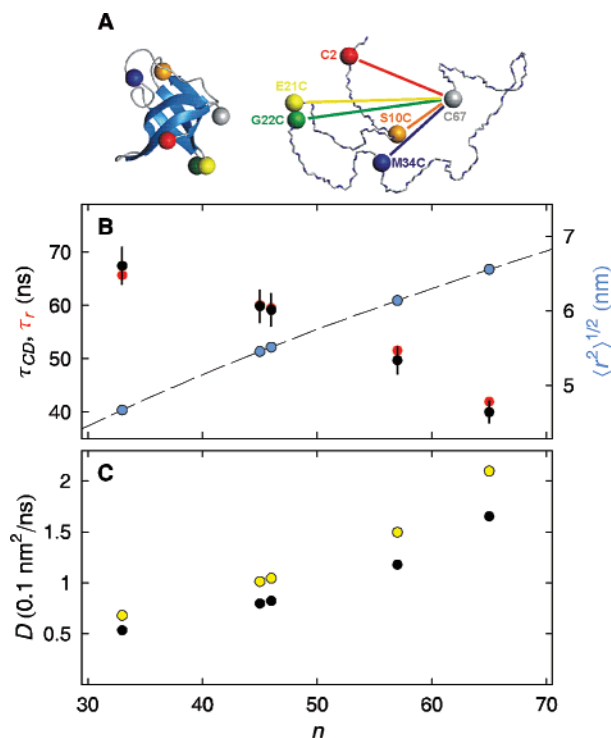 A
C2
E21C
G22C
S10C
C67
M34C
B
70
60
50
40
τCD, τr (ns)
7
6
5
⟨r²⟩¹/² (nm)
C
2
1.5
1
0.5
D (0.1 nm²/ns)
30 40 50 60 70
n